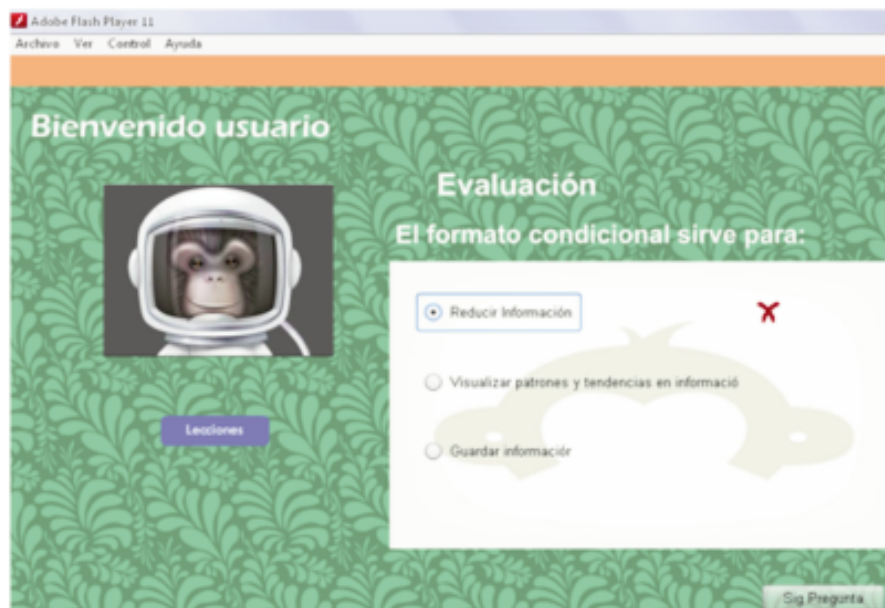 Adobe Flash Player 11
Archivo Ver Control Ayuda
Bienvenido usuario
Evaluación
El formato condicional sirve para:
Reducir Información
Visualizar patrones y tendencias en informació
Guardar informaciór
Lecciones
Sig.Pregunta